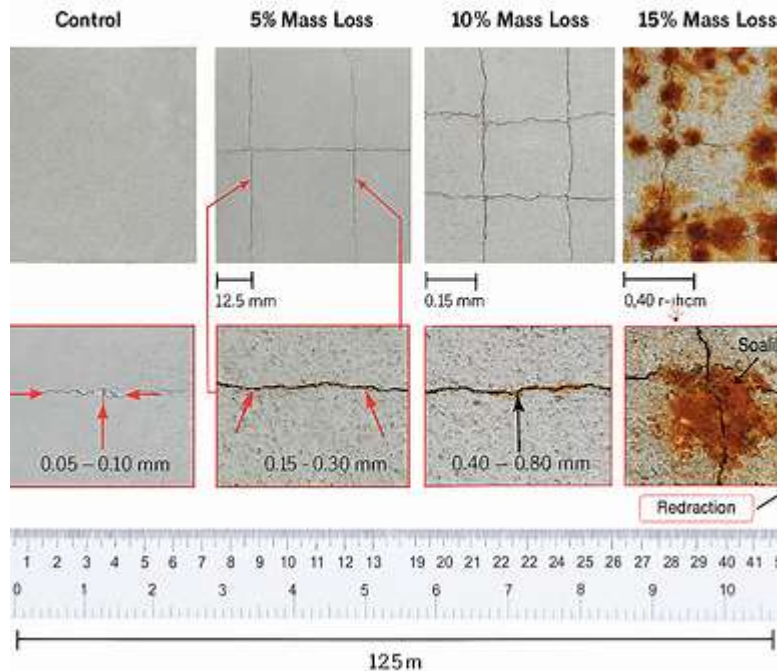 Control 5% Mass Loss 10% Mass Loss 15% Mass Loss
12.5 mm 0.15 mm
0.05 – 0.10 mm 0.15 - 0.30 mm 0.40 – 0.80 mm
Redraction
1 2 3 4 5 6 7 8 9 10 11 12 13 19 20 21 22 24 22 25 26 27 28 29 40 41
0 1 2 3 4 5 6 7 8 9 10
125 m